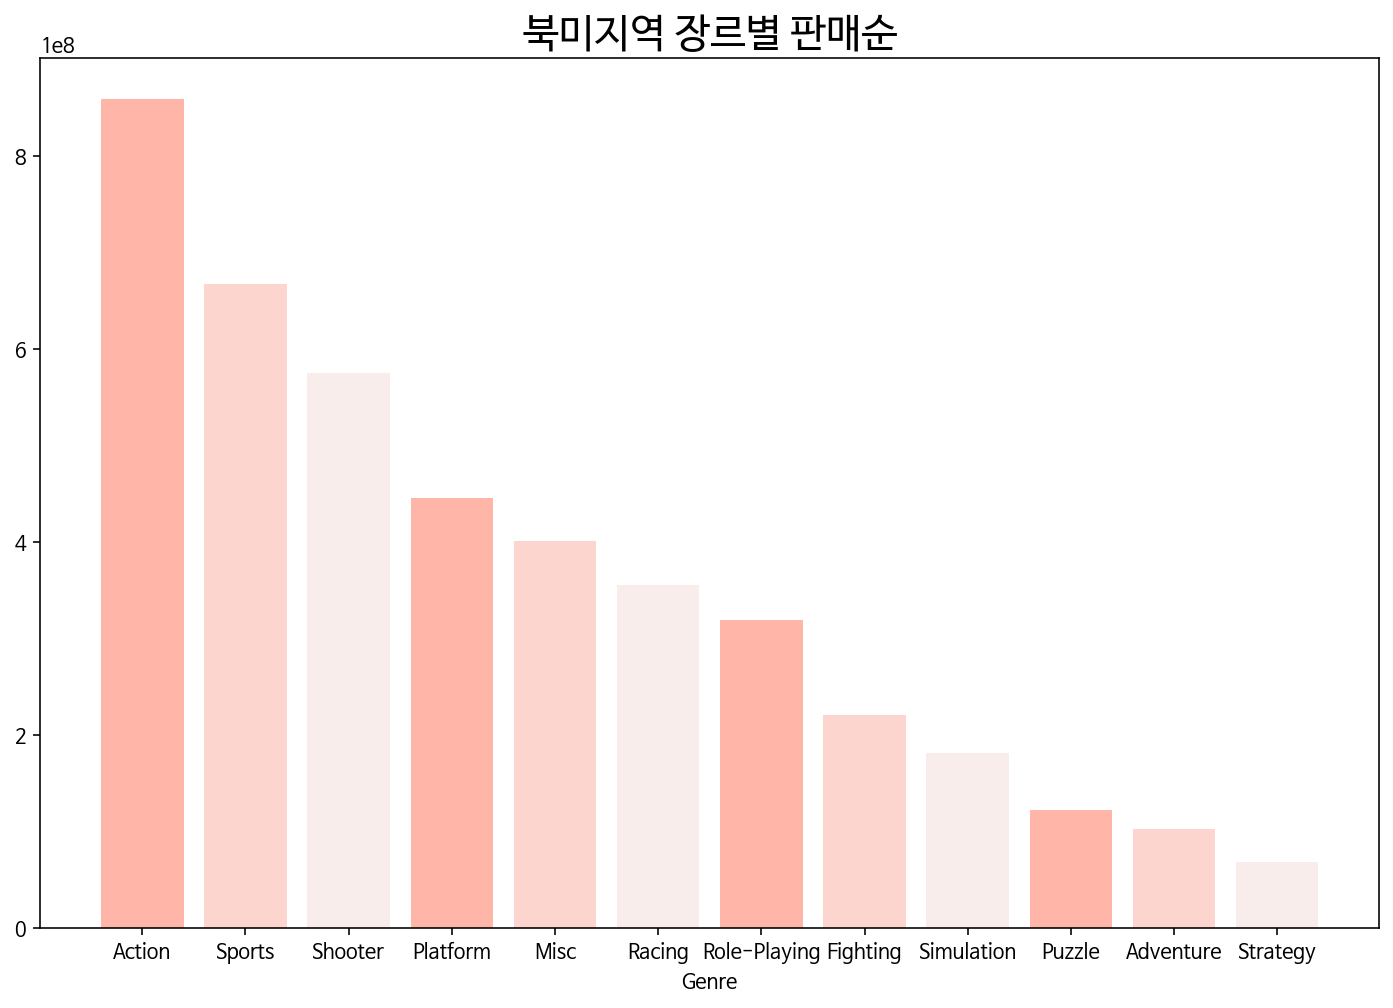 북미지역 장르별 판매순
1e8
8
6
4
2
0
Action Sports Shooter Platform Misc Racing Role-Playing Fighting Simulation Puzzle Adventure Strategy
Genre